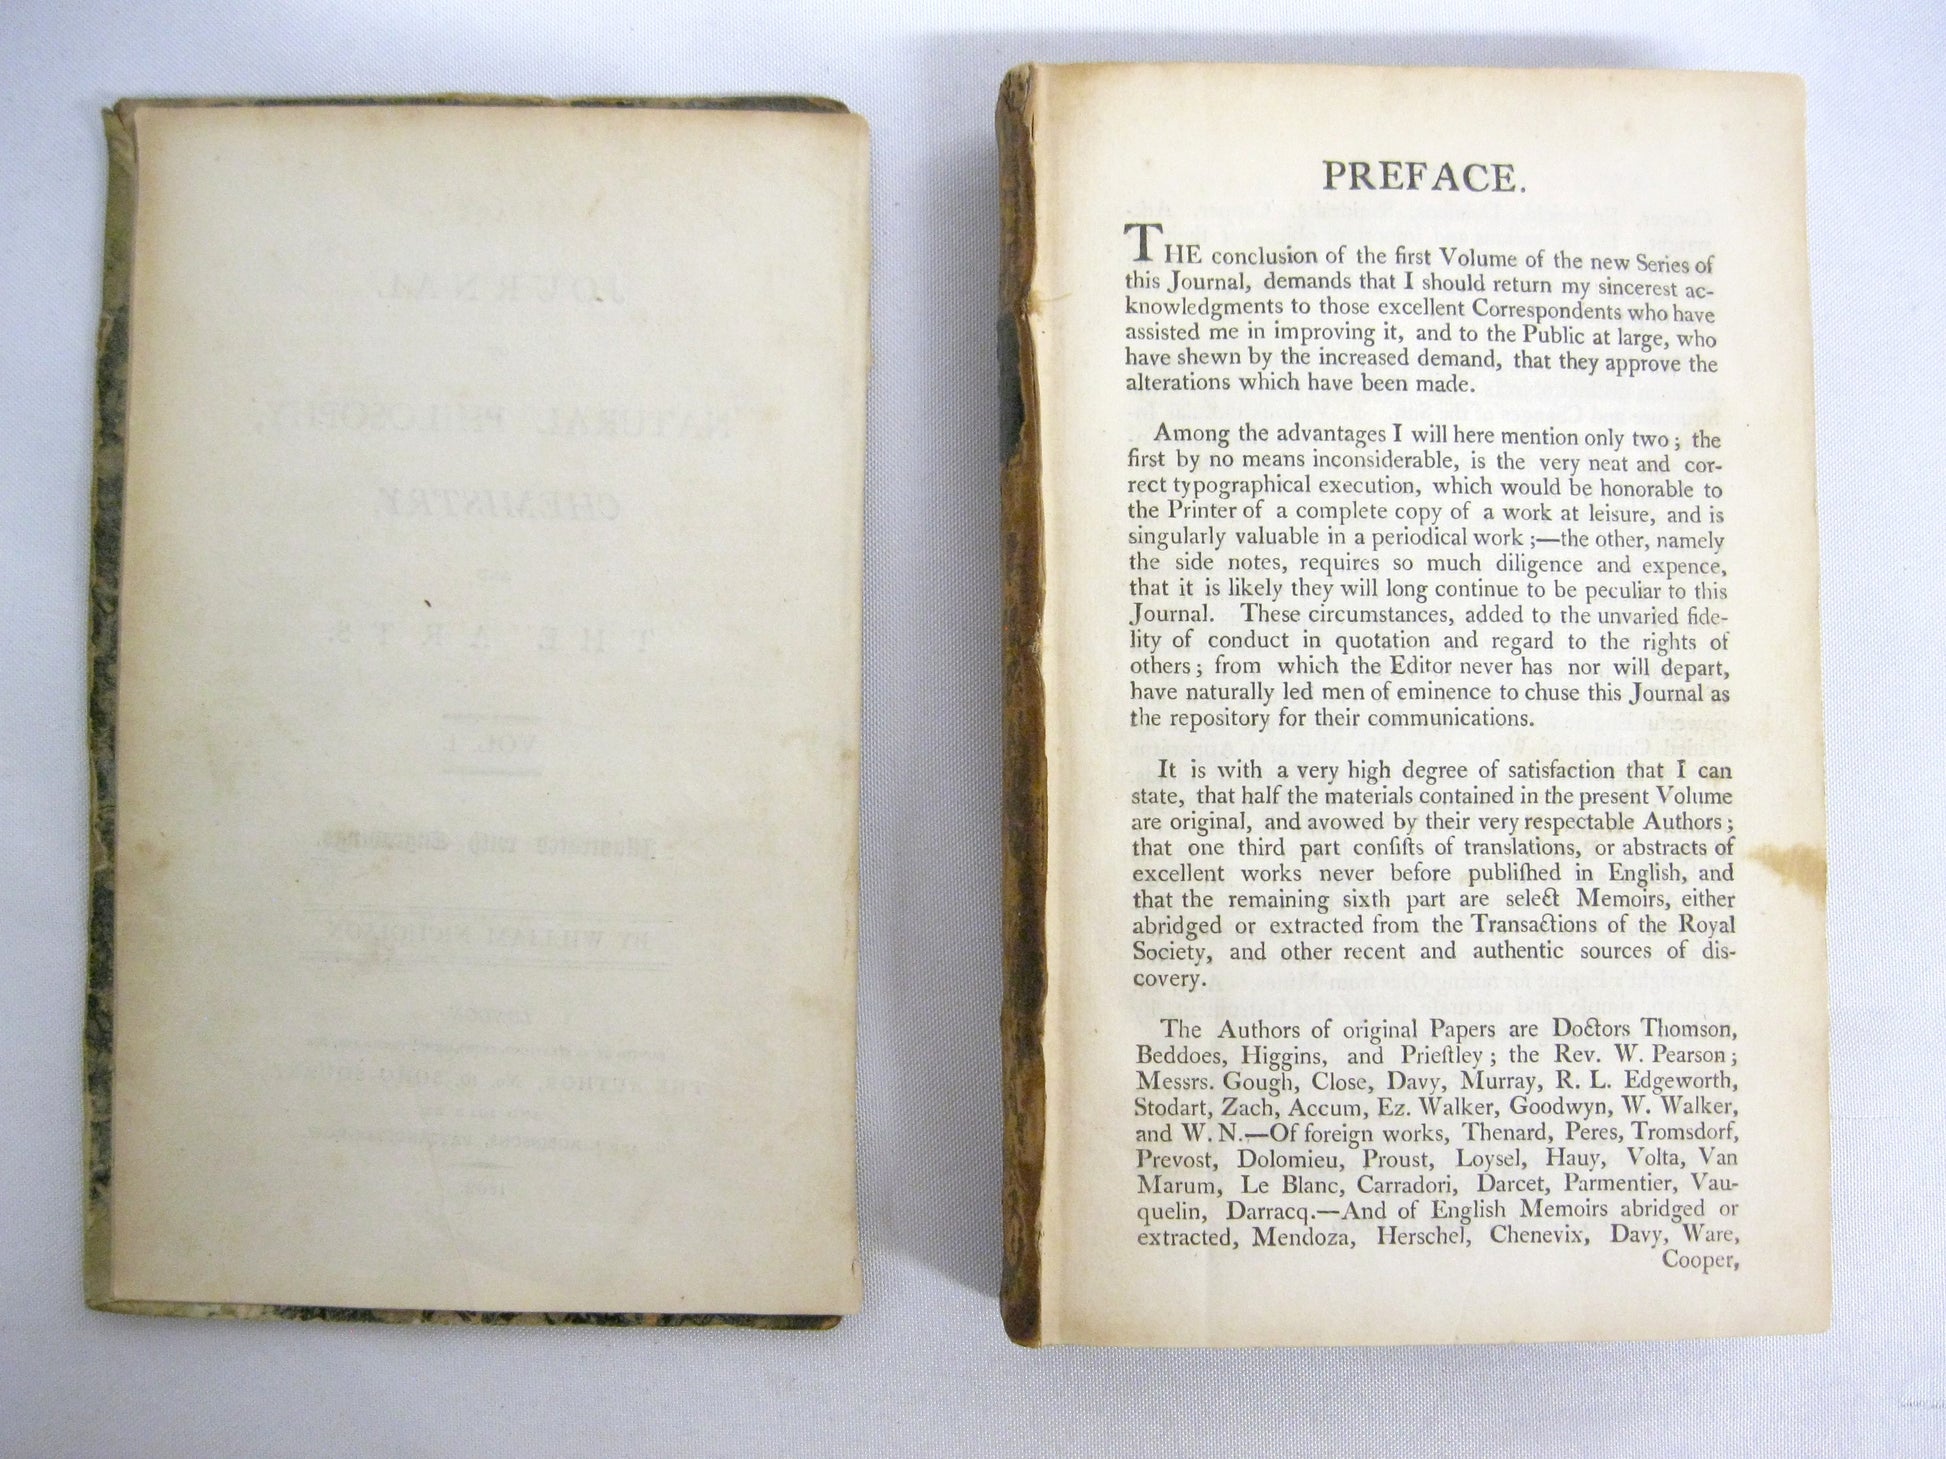 PREFACE.
THE conclusion of the first Volume of the new Series of
this Journal, demands that I should return my sincerest ac-
knowledgments to those excellent Correspondents who have
assisted me in improving it, and to the Public at large, who
have shewn by the increased demand, that they approve the
alterations which have been made.
Among the advantages I will here mention only two; the
first by no means inconsiderable, is the very neat and cor-
rect typographical execution, which would be honorable to
the Printer of a complete copy of a work at leisure, and is
singularly valuable in a periodical work;—the other, namely
the side notes, requires so much diligence and expence,
that it is likely they will long continue to be peculiar to this
Journal. These circumstances, added to the unvaried fide-
lity of conduct in quotation and regard to the rights of
others; from which the Editor never has nor will depart,
have naturally led men of eminence to chuse this Journal as
the repository for their communications.
It is with a very high degree of satisfaction that I can
state, that half the materials contained in the present Volume
are original, and avowed by their very respectable Authors;
that one third part conſiſts of translations, or abstracts of
excellent works never before publiſhed in English, and
that the remaining sixth part are select Memoirs, either
abridged or extracted from the Transactions of the Royal
Society, and other recent and authentic sources of dis-
covery.
The Authors of original Papers are Doctors Thomson,
Beddoes, Higgins, and Prieſtley; the Rev. W. Pearson;
Messrs. Gough, Close, Davy, Murray, R. L. Edgeworth,
Stodart, Zach, Accum, Ez. Walker, Goodwyn, W. Walker,
and W. N.—Of foreign works, Thenard, Peres, Tromsdorf,
Prevost, Dolomieu, Proust, Loysel, Hauy, Volta, Van
Marum, Le Blanc, Carradori, Darcet, Parmentier, Vau-
quelin, Darracq.—And of English Memoirs abridged or
extracted, Mendoza, Herschel, Chenevix, Davy, Ware,
Cooper,